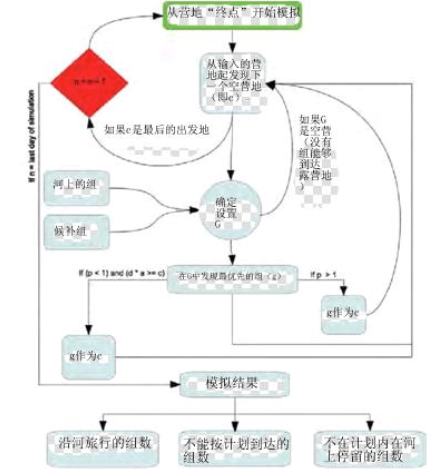 从营地“终点”开始模拟
从输入的营
地起发现下
一个空营地
（即c）
如果c是最后的出发地
如果G
是空营
（没有
组能够
到达
露营地
）
If n = last day of simulation
河上的组
候补组
确定
设置
G
If (p < 1) and (d * a >= c)
在G中发现最优先的组（g）
If p > 1
g作为c
g作为c
模拟结果
沿河旅行的组数
不能按计划到达的
组数
不在计划内在河
上停留的组数